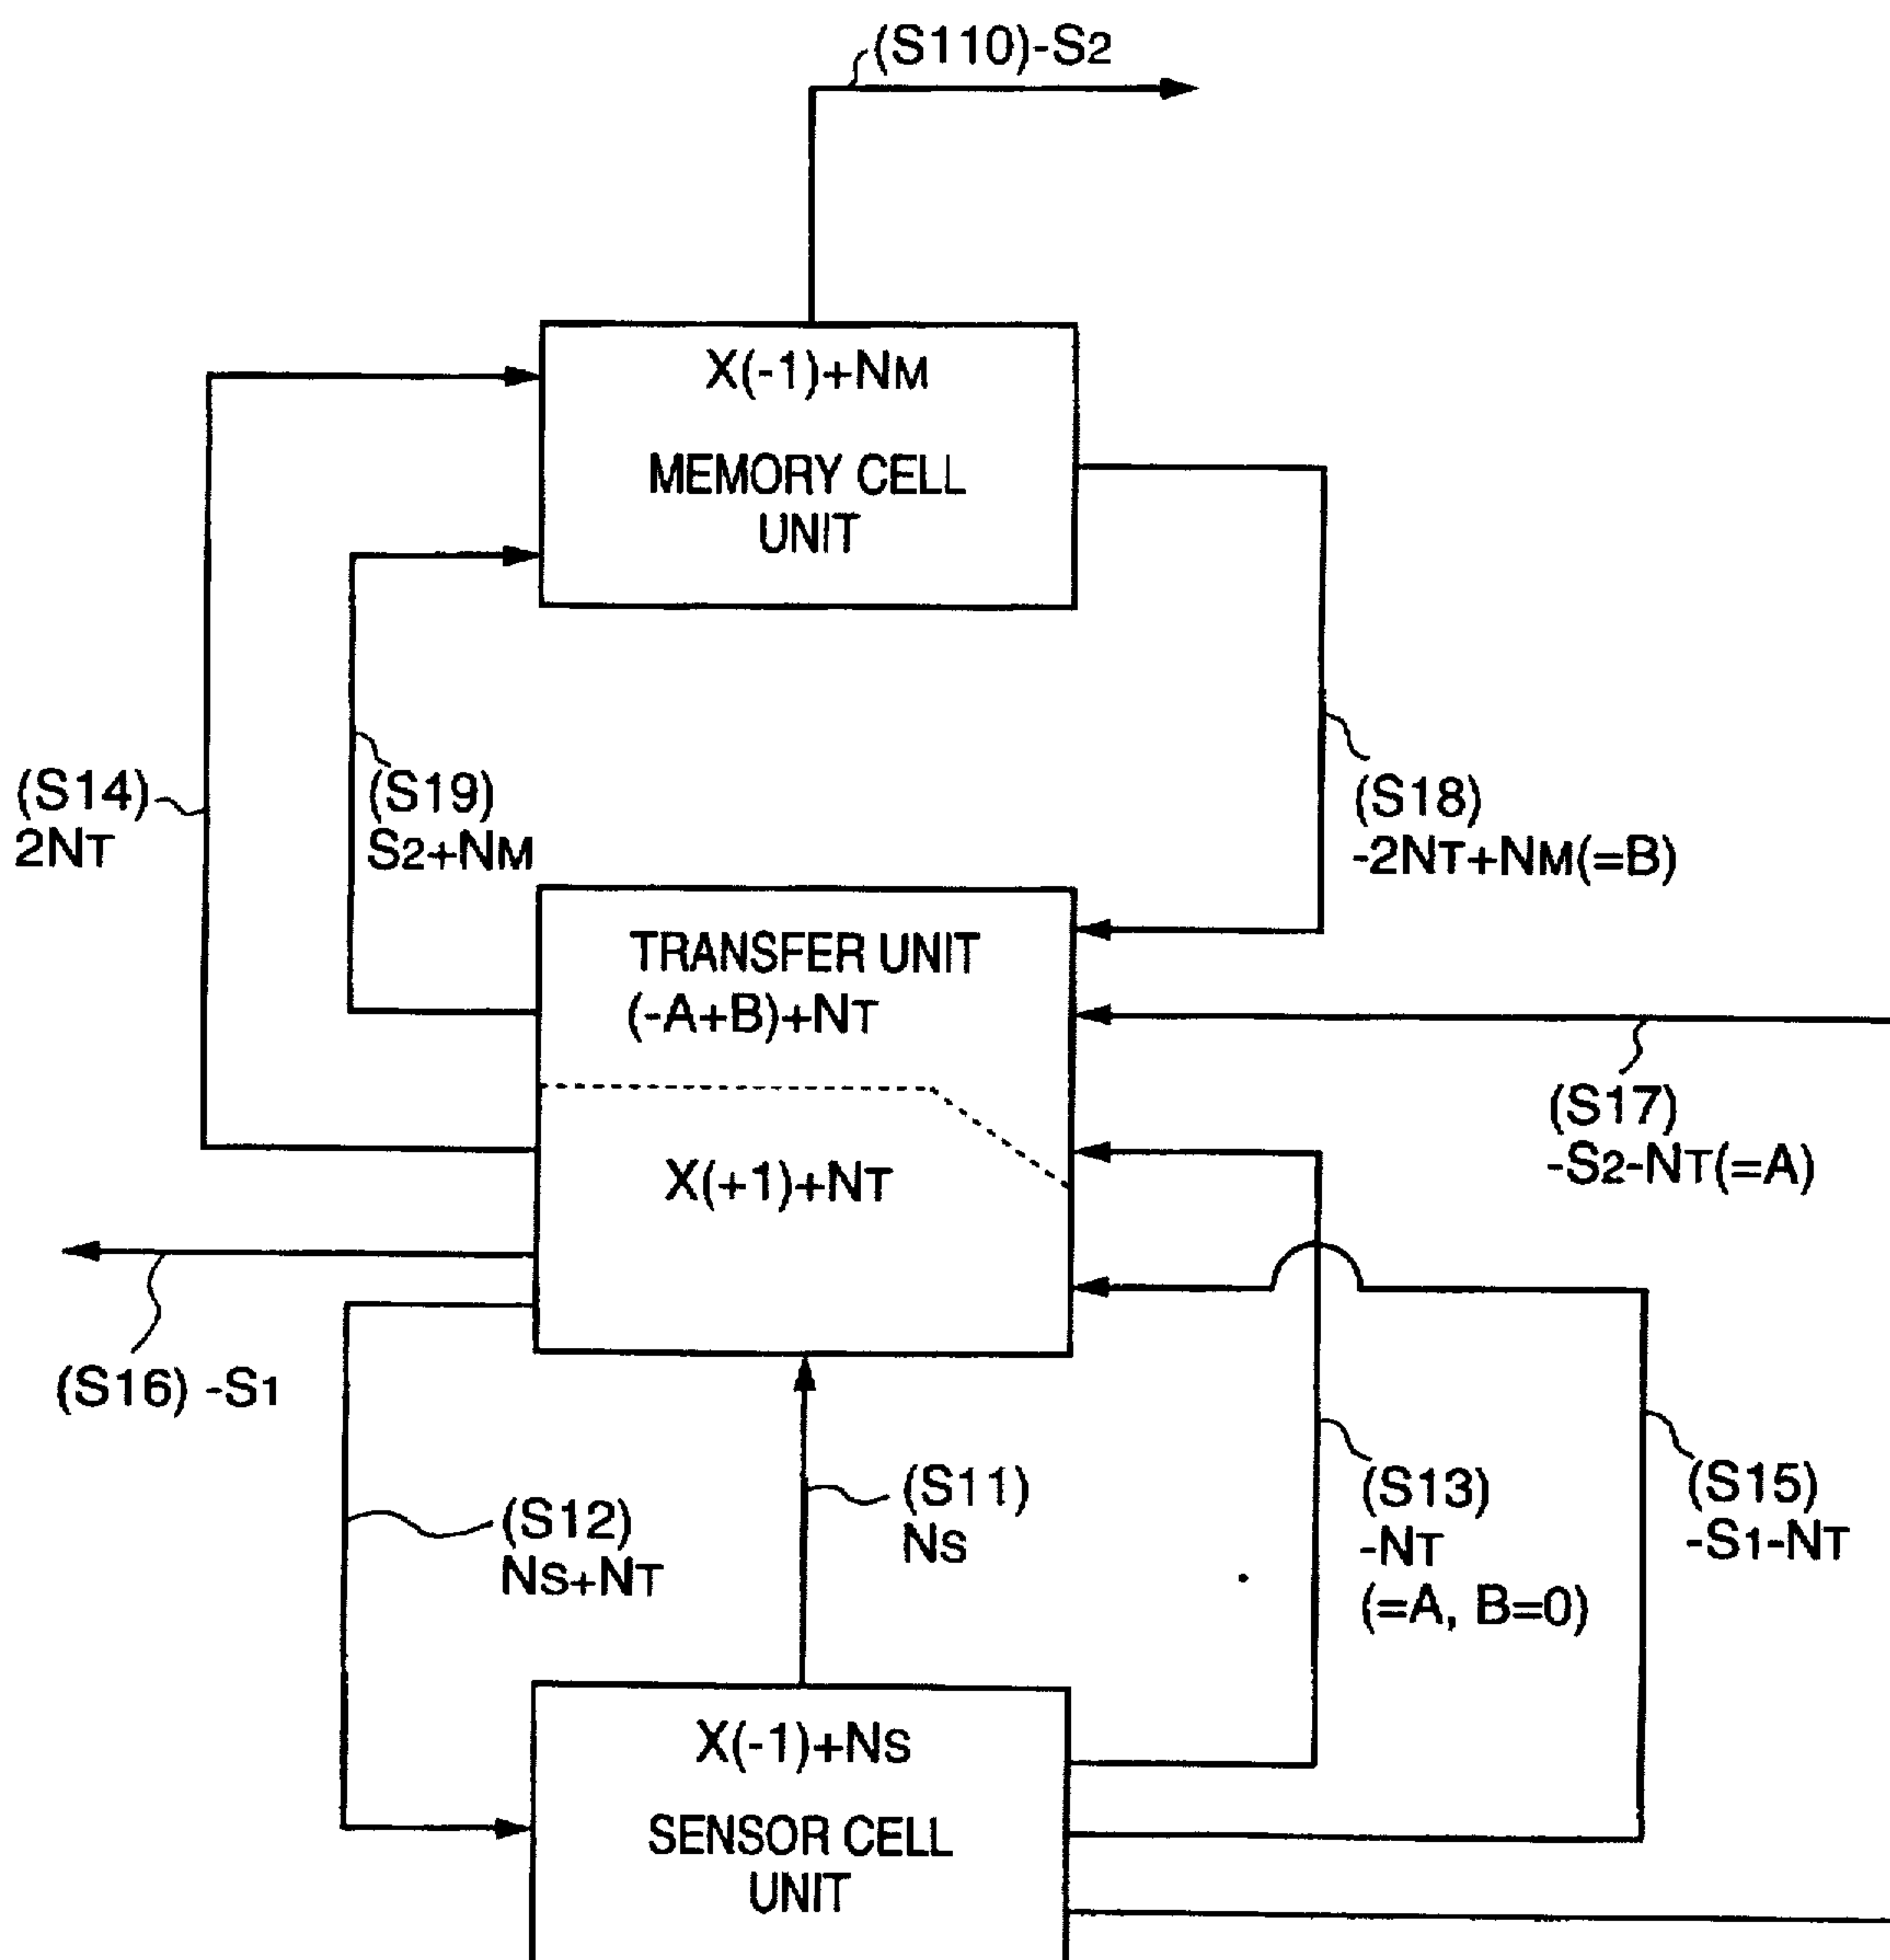 (S110)-S2
X(-1)+NM
MEMORY CELL
UNIT
(S14)
2NT
(S19)
S2+NM
(S18)
-2NT+NM(=B)
TRANSFER UNIT
(-A+B)+NT
X(+1)+NT
(S17)
-S2-NT(=A)
(S16) -S1
(S12)
NS+NT
(S11)
NS
(S13)
-NT
(=A, B=0)
(S15)
-S1-NT
X(-1)+NS
SENSOR CELL
UNIT